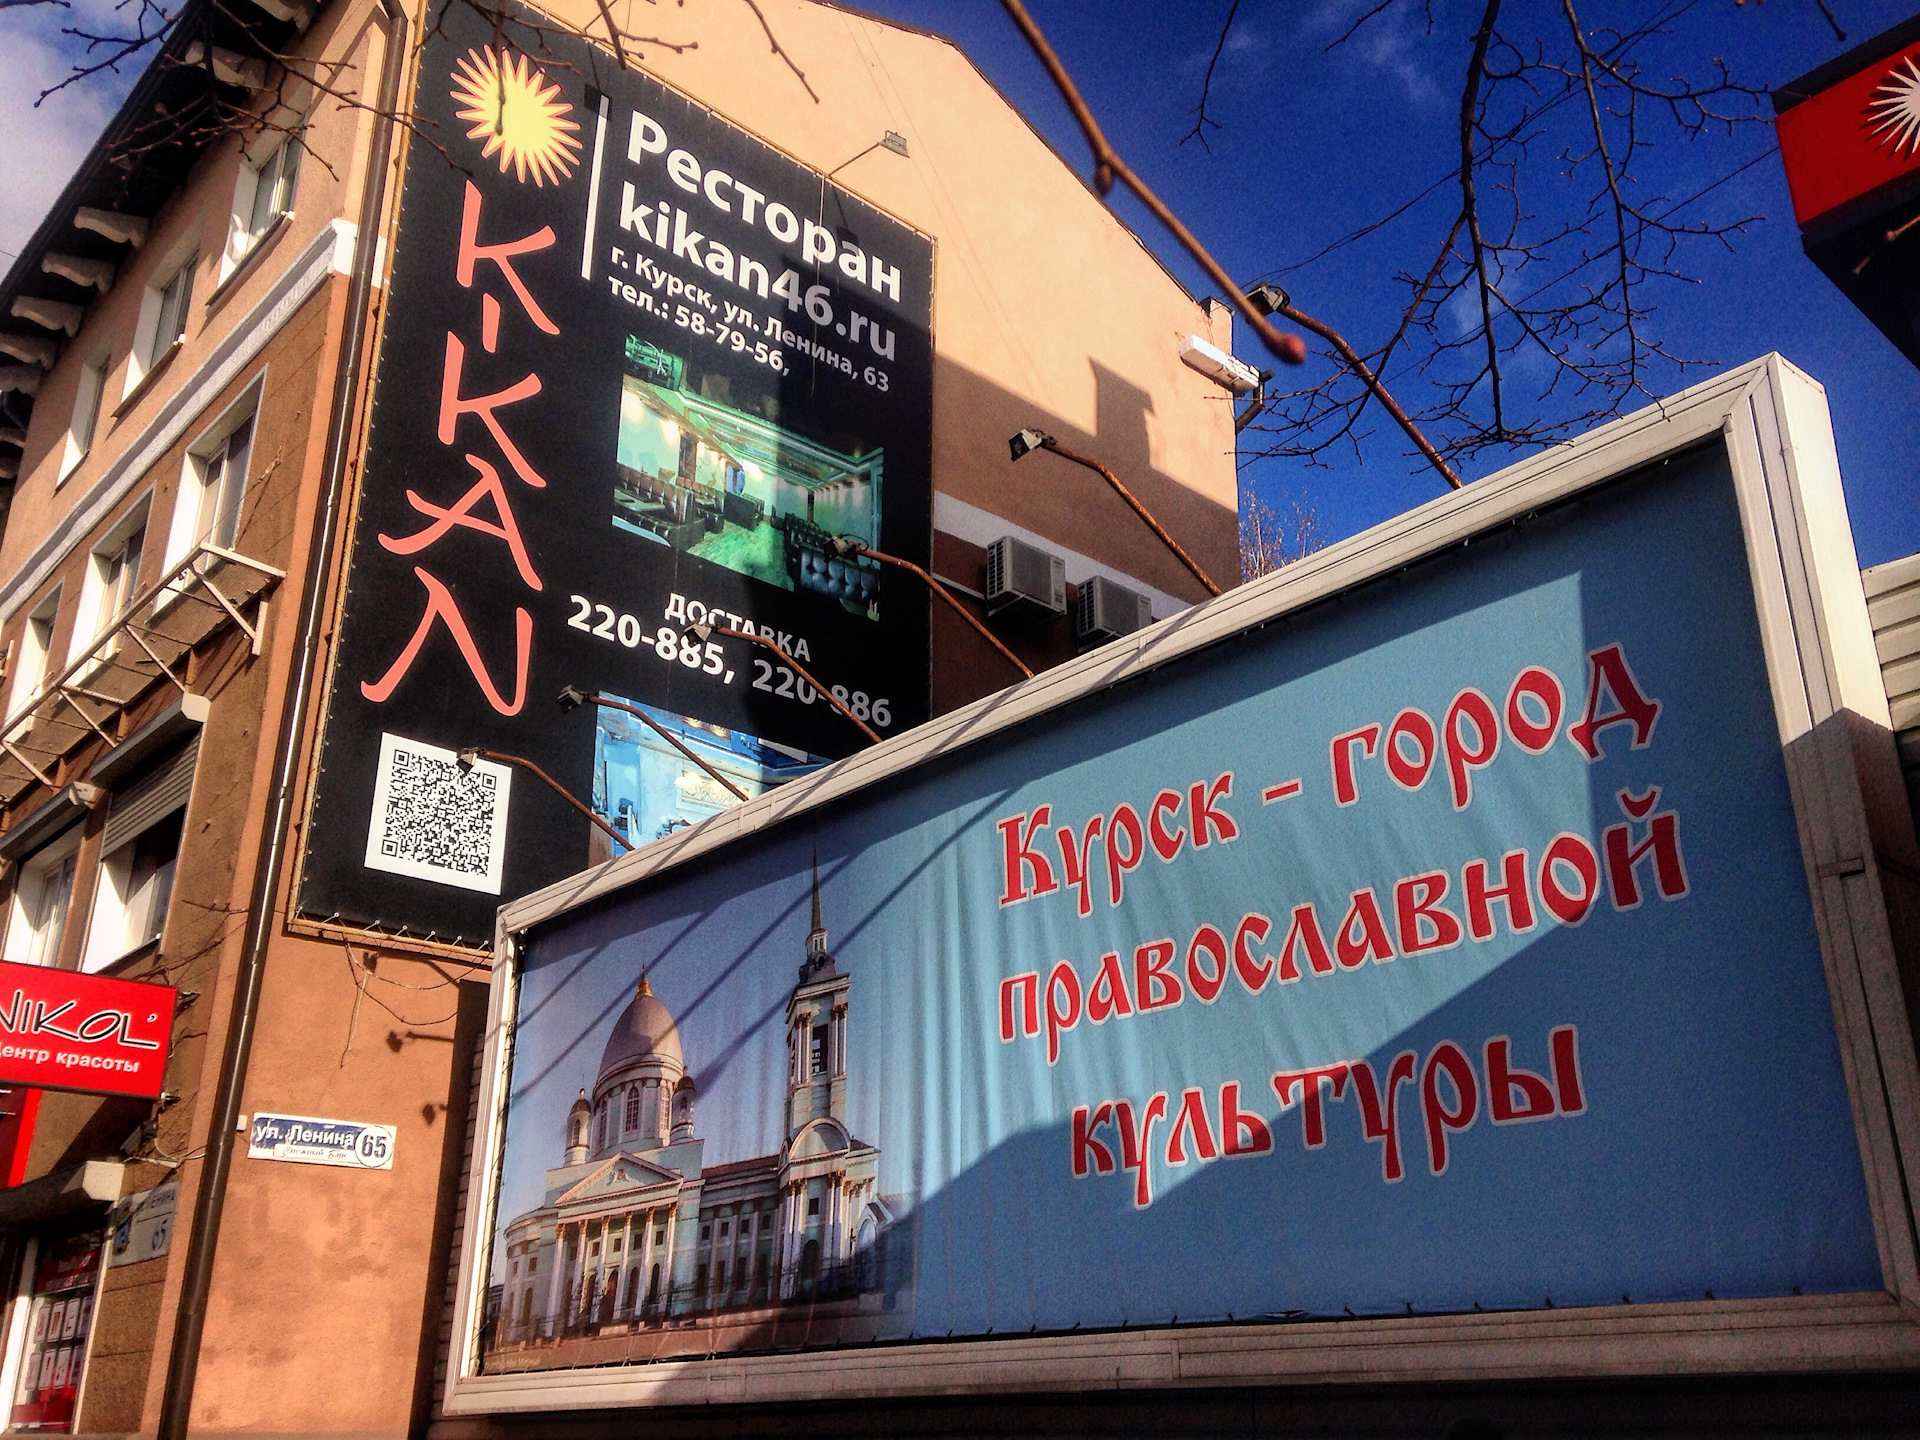 KIKAN
Ресторан
kikan46.ru
г. Курск, ул. Ленина, 63
тел.: 58-79-56,
ДОСТАВКА
220-885, 220-886
Курск – город
православной
культуры
NIKOL'
Центр красоты
ул. Ленина 65
65